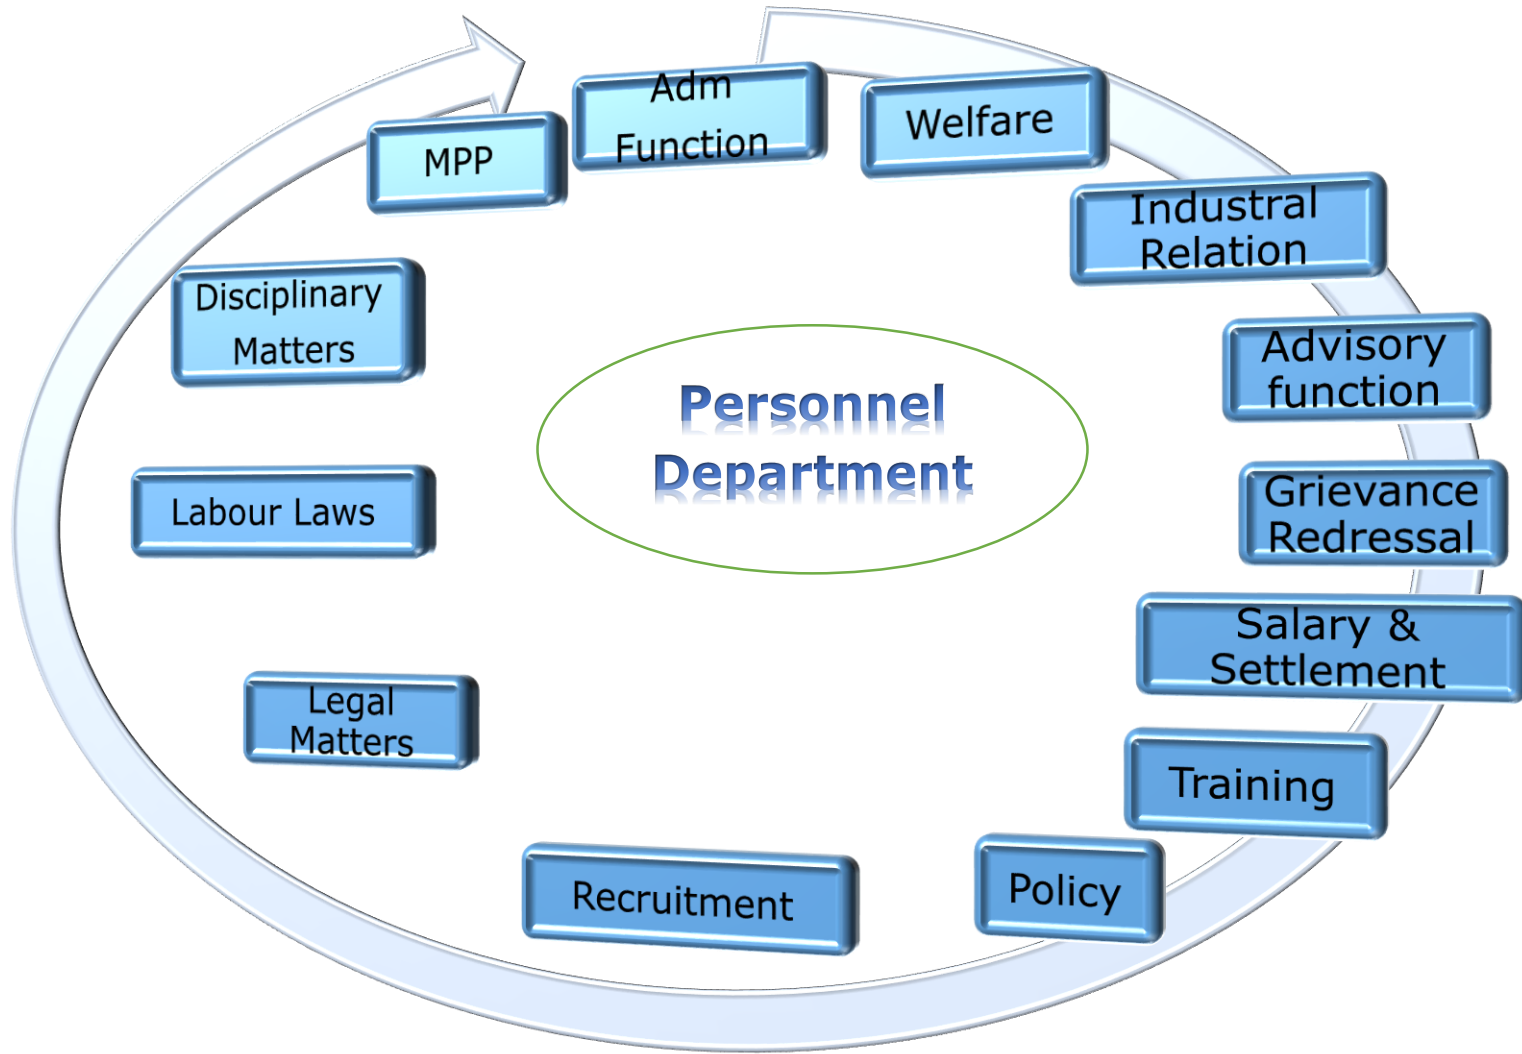 Adm
Function
Welfare
Industral
Relation
Advisory
function
Grievance
Redressal
Salary &
Settlement
Training
Policy
Recruitment
Legal
Matters
Labour Laws
Disciplinary
Matters
MPP
Personnel
Department